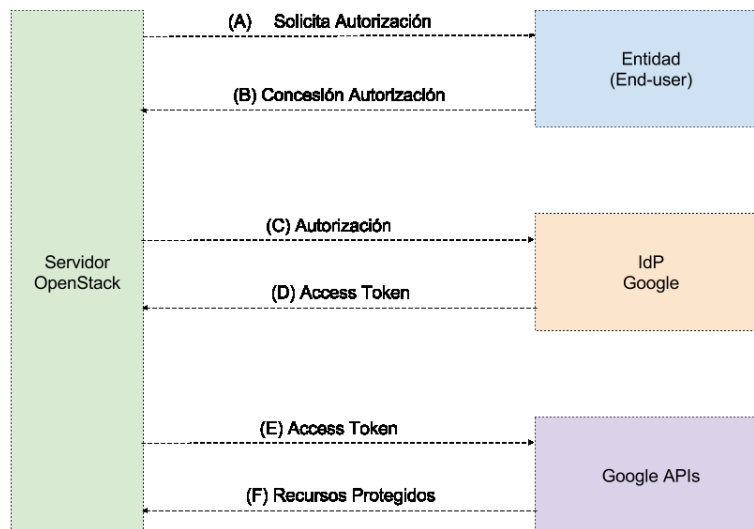 (A) Solicita Autorización
Entidad
(End-user)
(B) Concesión Autorización
(C) Autorización
Servidor
OpenStack
IdP
Google
(D) Access Token
(E) Access Token
Google APIs
(F) Recursos Protegidos